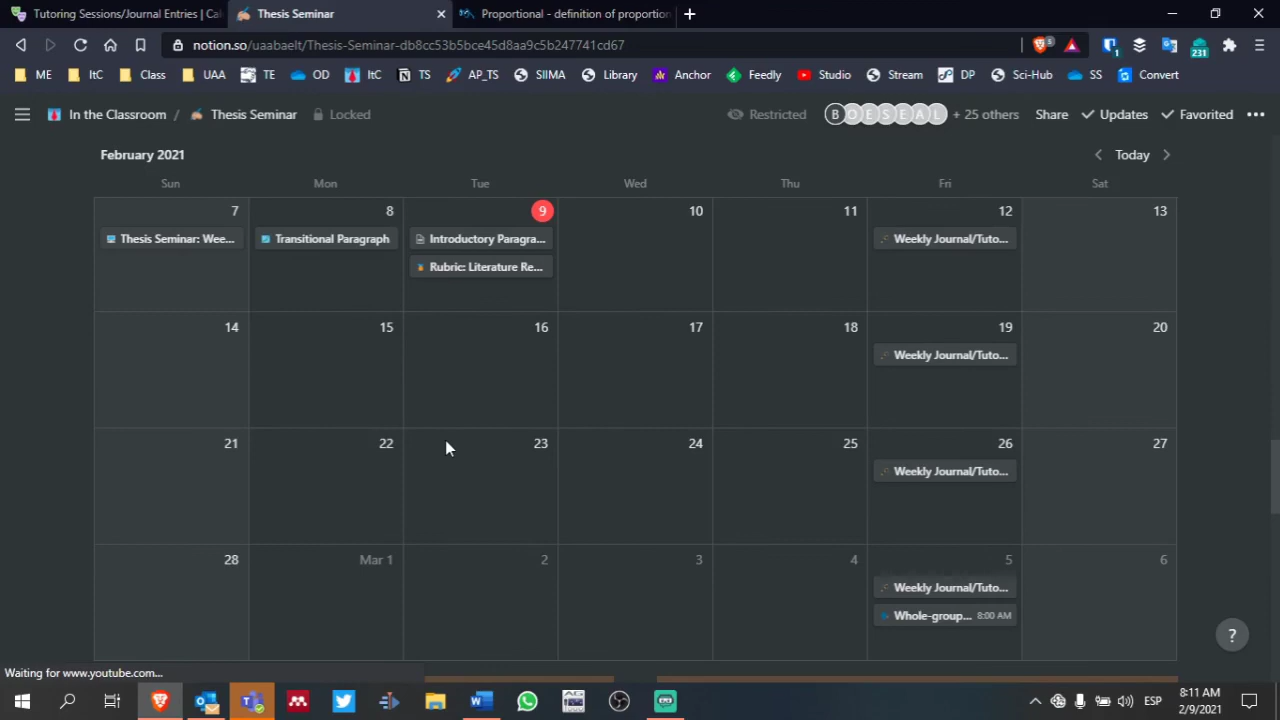 Tutoring Sessions/Journal Entries | Ca
Thesis Seminar
Proportional - definition of proportion
notion.so/uaabaelt/Thesis-Seminar-db8cc53b5bce45d8aa9c5b247741cd67
5
1
231
ME ItC Class UAA TE OD ItC TS AP_TS SIIMA Library Anchor Feedly Studio Stream DP Sci-Hub SS Convert
In the Classroom / Thesis Seminar Locked Restricted B O E S E A L + 25 others Share Updates Favorited
February 2021 Today
Sun Mon Tue Wed Thu Fri Sat
7 8 9 10 11 12 13
Thesis Seminar: Wee... Transitional Paragraph Introductory Paragra... Weekly Journal/Tuto...
Rubric: Literature Re...
14 15 16 17 18 19 20
Weekly Journal/Tuto...
21 22 23 24 25 26 27
Weekly Journal/Tuto...
28 Mar 1 2 3 4 5 6
Weekly Journal/Tuto...
Whole-group... 8:00 AM
?
Waiting for www.youtube.com...
ESP 8:11 AM
2/9/2021